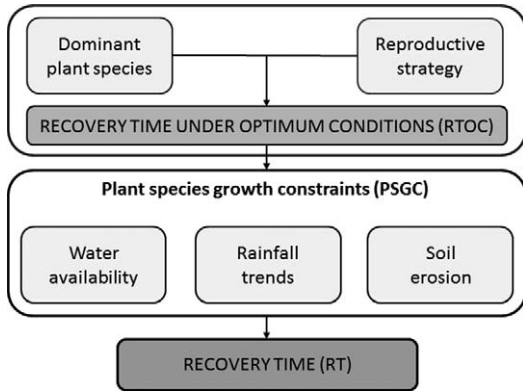 Dominant
plant species
Reproductive
strategy
RECOVERY TIME UNDER OPTIMUM CONDITIONS (RTOC)
Plant species growth constraints (PSGC)
Water
availability
Rainfall
trends
Soil
erosion
RECOVERY TIME (RT)